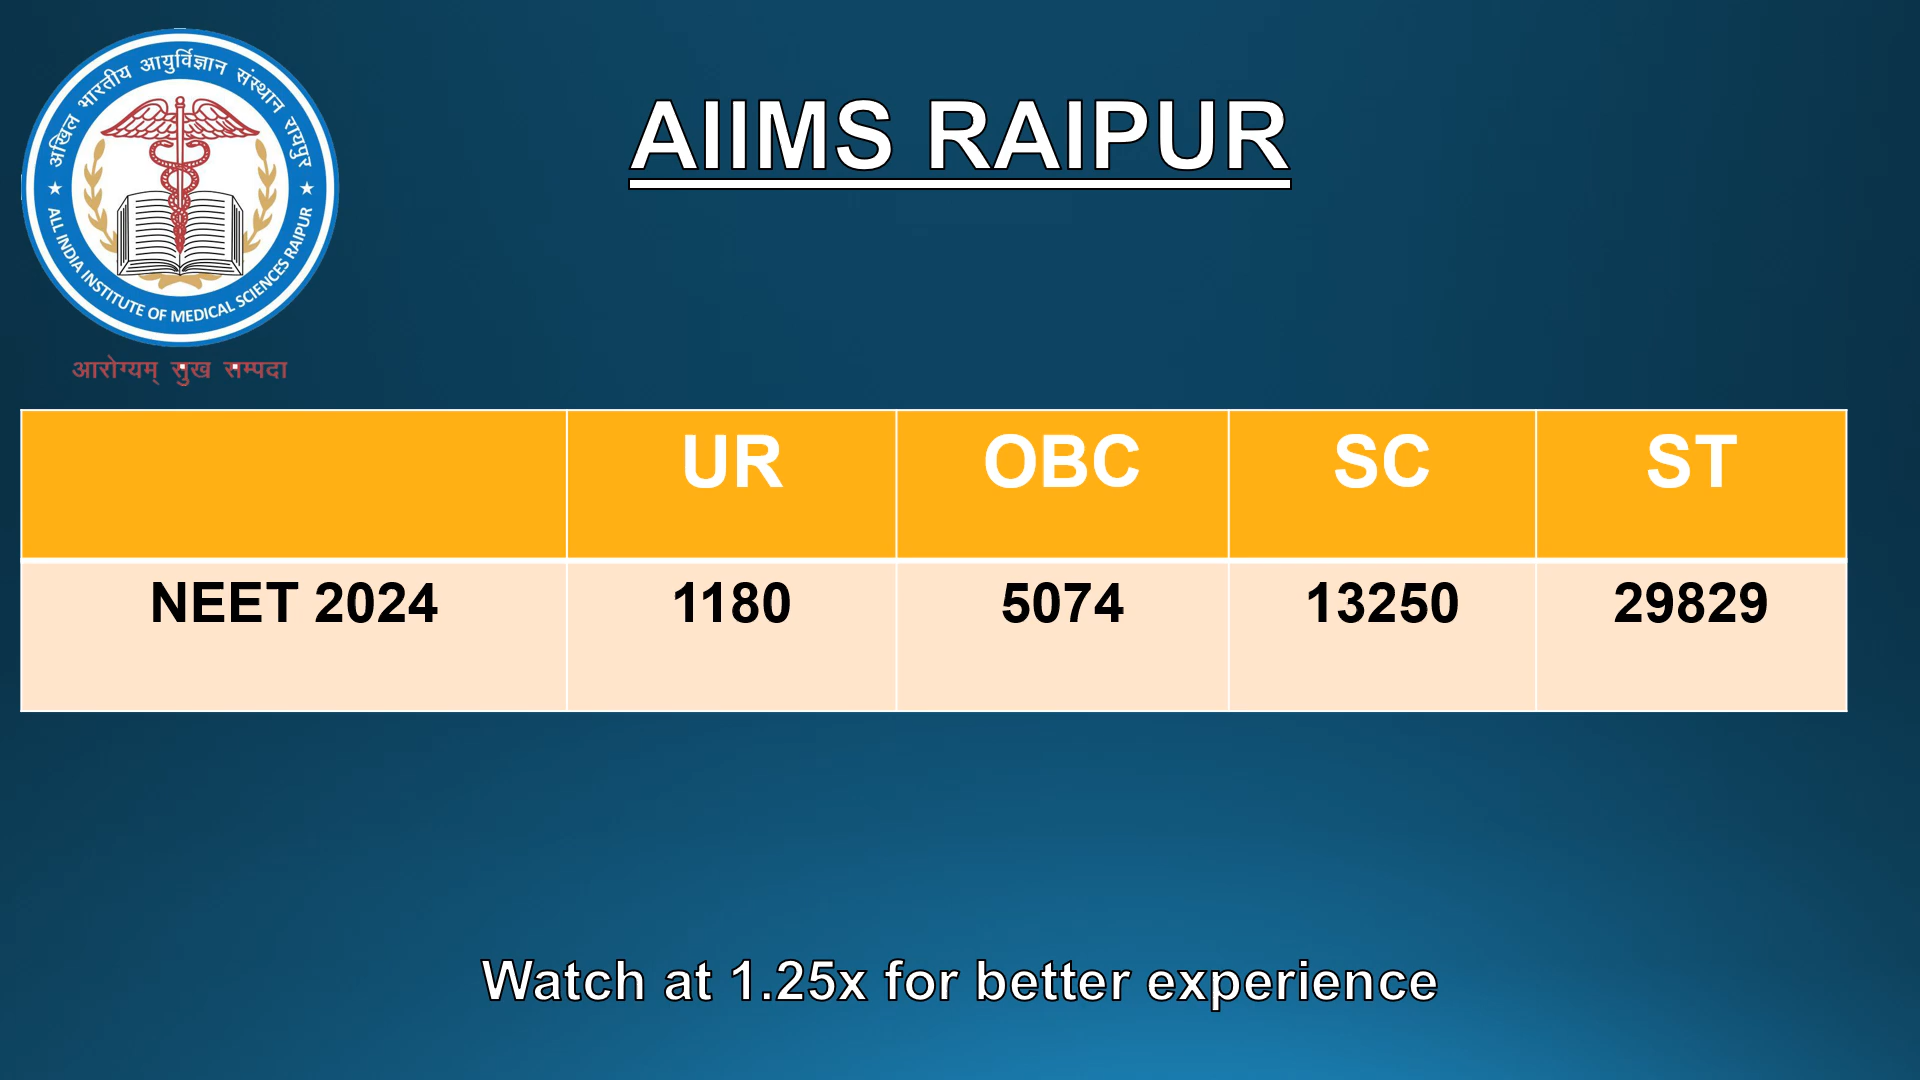 अखिल भारतीय आयुर्विज्ञान संस्थान रायपुर
ALL INDIA INSTITUTE OF MEDICAL SCIENCES RAIPUR
आरोग्यम् सुख सम्पदा
AIIMS RAIPUR
UR OBC SC ST
NEET 2024 1180 5074 13250 29829
Watch at 1.25x for better experience